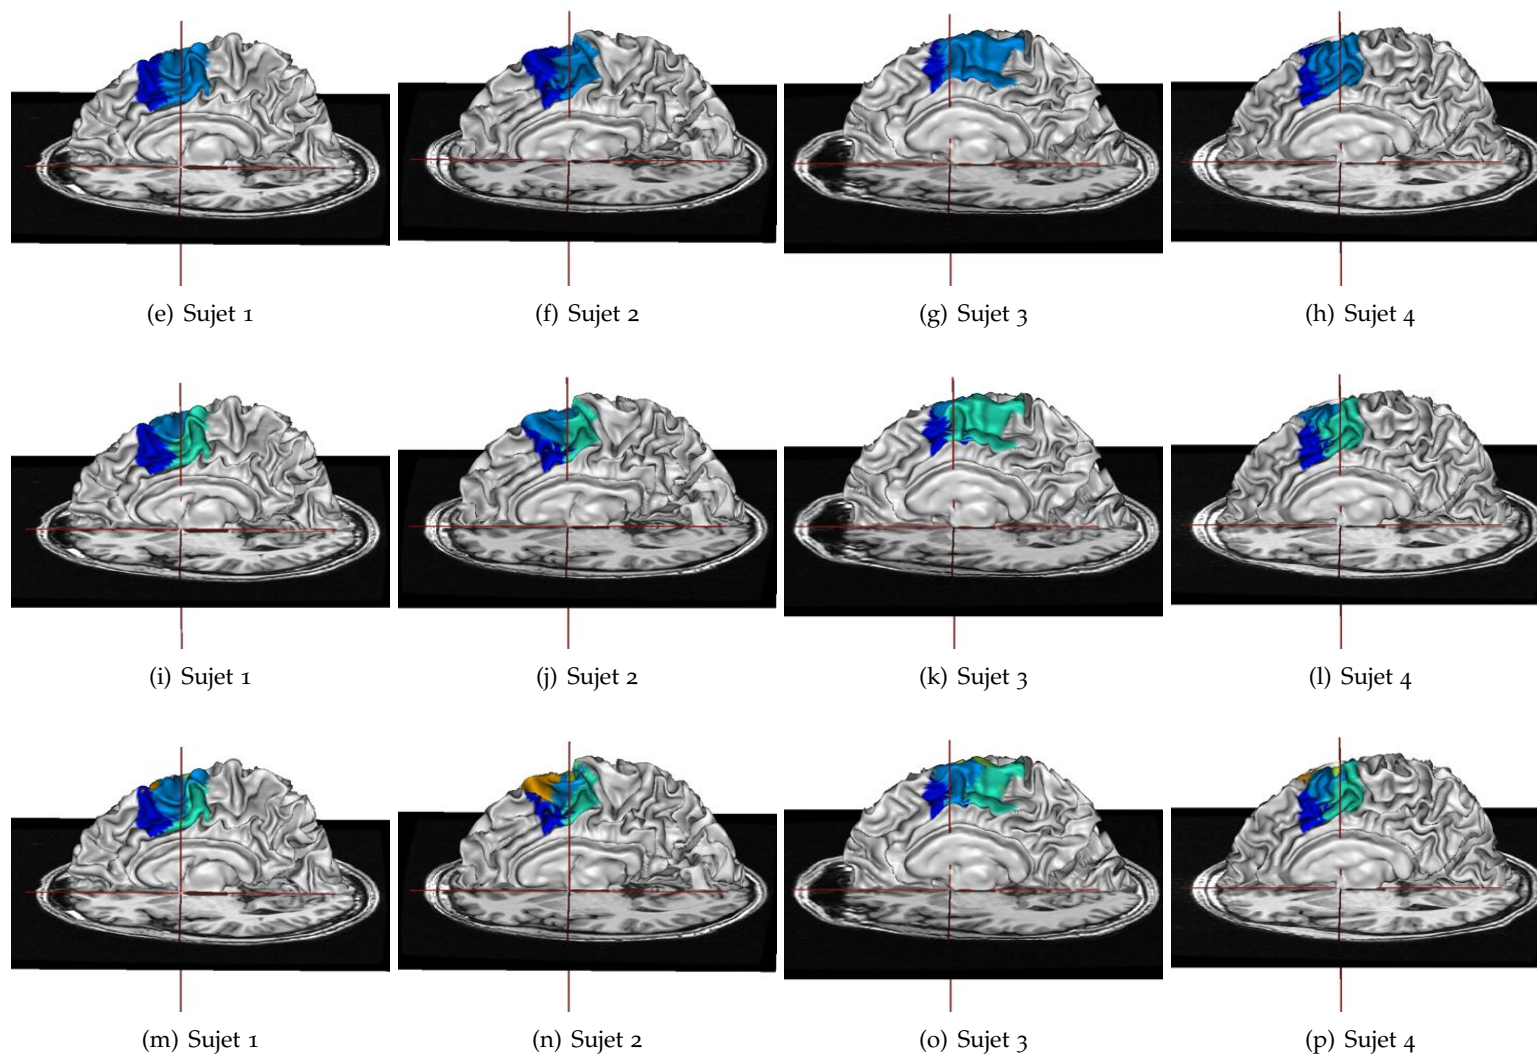 (e) Sujet 1
(f) Sujet 2
(g) Sujet 3
(h) Sujet 4
(i) Sujet 1
(j) Sujet 2
(k) Sujet 3
(l) Sujet 4
(m) Sujet 1
(n) Sujet 2
(o) Sujet 3
(p) Sujet 4